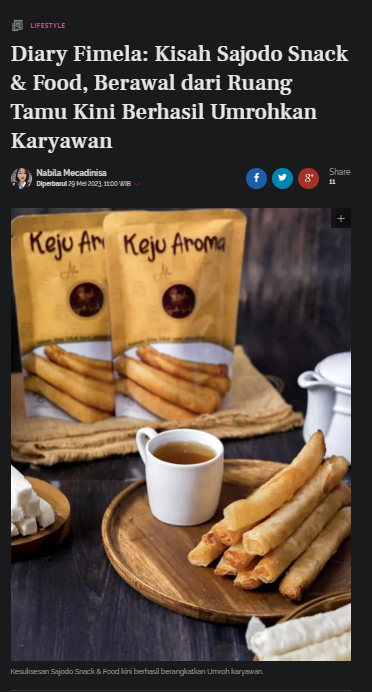 LIFESTYLE
Diary Fimela: Kisah Sajodo Snack
& Food, Berawal dari Ruang
Tamu Kini Berhasil Umrohkan
Karyawan
Nabila Mecadinisa
Diperbarui 29 Mei 2023, 11:00 WIB
Share
11
Keju Aro
Keju Aroma
Kesuksesan Sajodo Snack & Food kini berhasil berangkatkan Umroh karyawan.